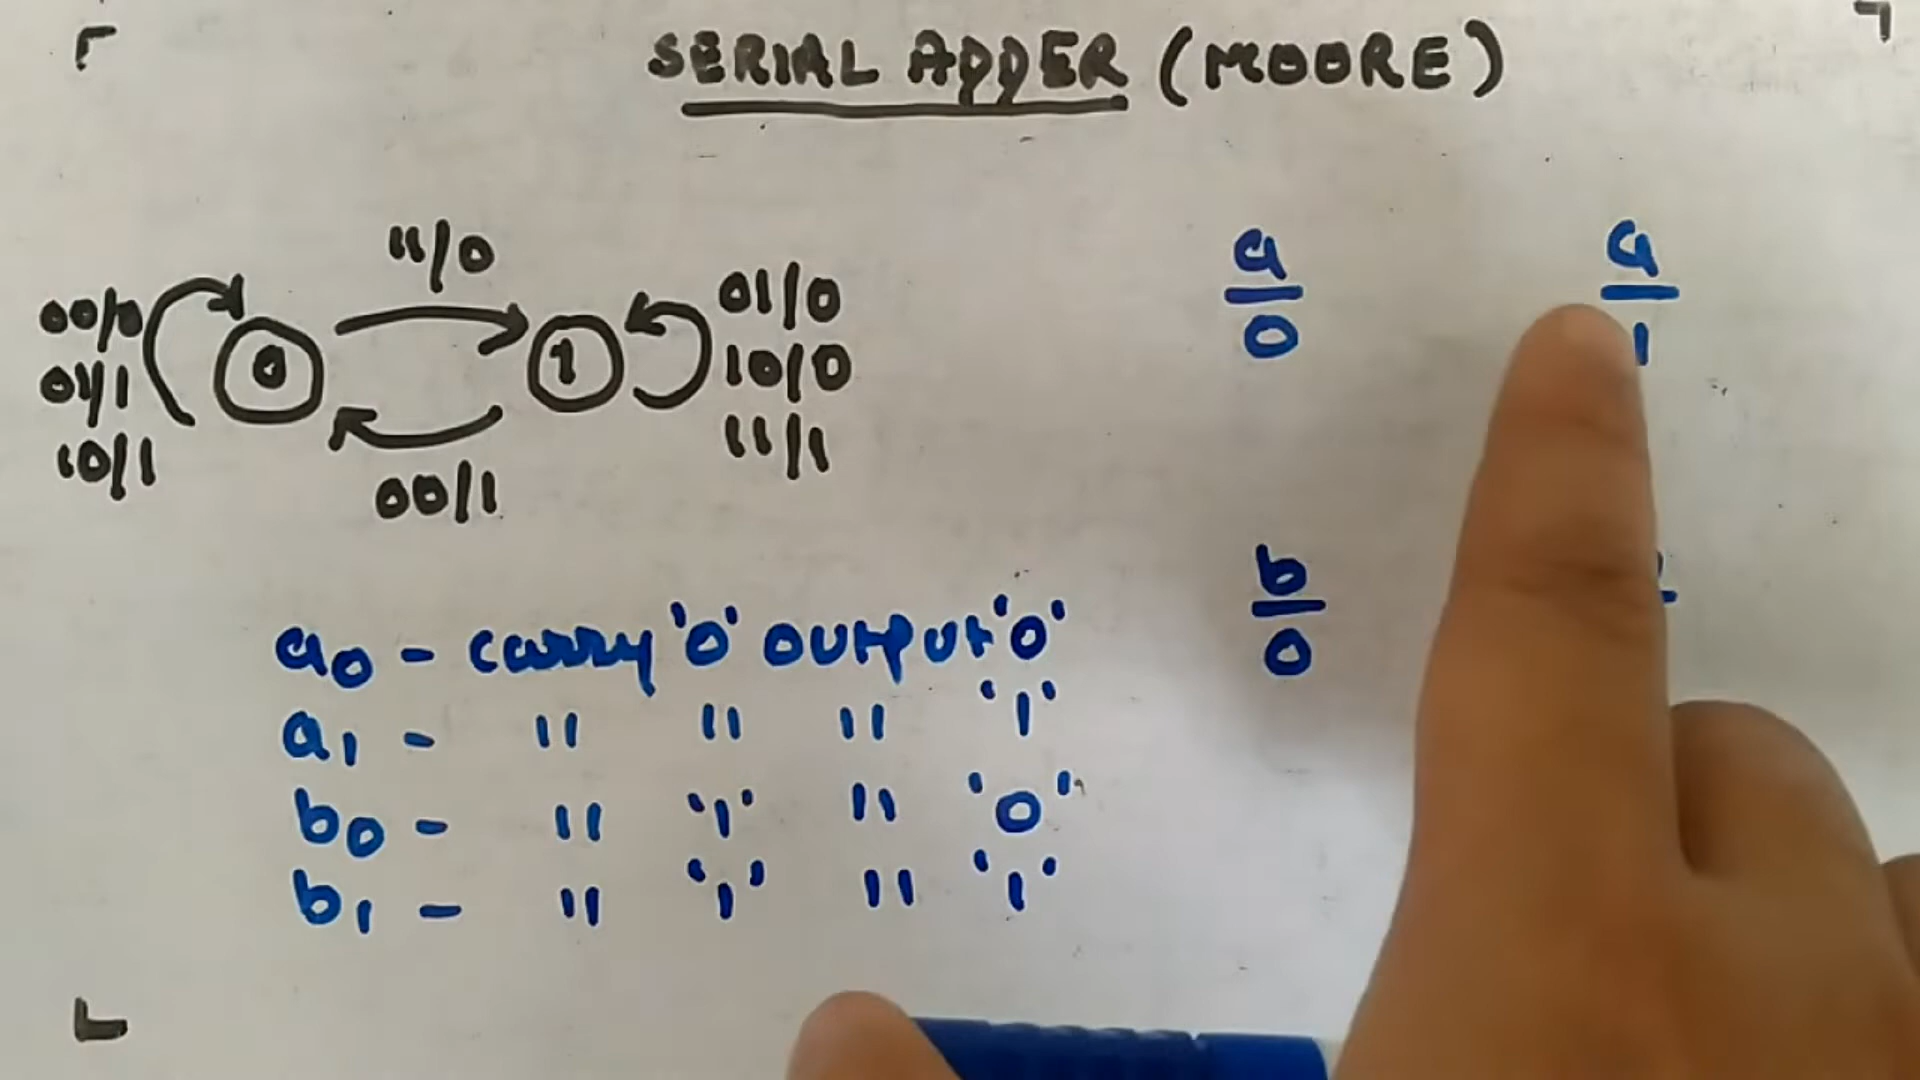 SERIAL ADDER (MOORE)
11/0
00/0
01/1
10/1
0
1
01/0
10/0
11/1
00/1
a
0
a
1
b
0
a0 - carry '0' output '0'
a1 - " " " '1'
b0 - " '1' " '0'
b1 - " '1' " '1'